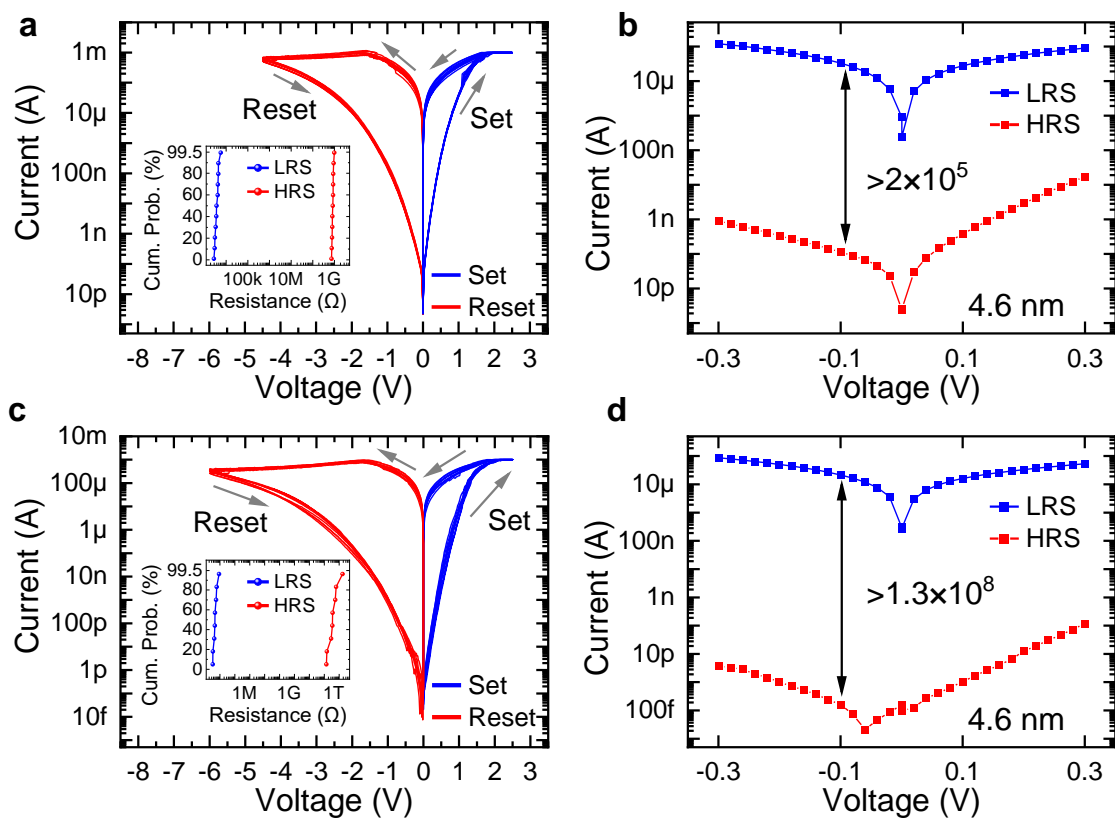 a
Current (A)
1m
10μ
100n
1n
10p
Reset
Set
Cum. Prob. (%)
99.5
80
60
40
20
0
LRS
HRS
100k 10M 1G
Resistance (Ω)
Set
Reset
-8 -7 -6 -5 -4 -3 -2 -1 0 1 2 3
Voltage (V)
b
Current (A)
10μ
100n
1n
10p
LRS
HRS
>2×10⁵
4.6 nm
-0.3 -0.1 0.1 0.3
Voltage (V)
c
Current (A)
10m
100μ
1μ
10n
100p
1p
10f
Reset
Set
Cum. Prob. (%)
99.5
80
60
40
20
0
LRS
HRS
1M 1G 1T
Resistance (Ω)
Set
Reset
-8 -7 -6 -5 -4 -3 -2 -1 0 1 2 3
Voltage (V)
d
Current (A)
10μ
100n
1n
10p
100f
LRS
HRS
>1.3×10⁸
4.6 nm
-0.3 -0.1 0.1 0.3
Voltage (V)